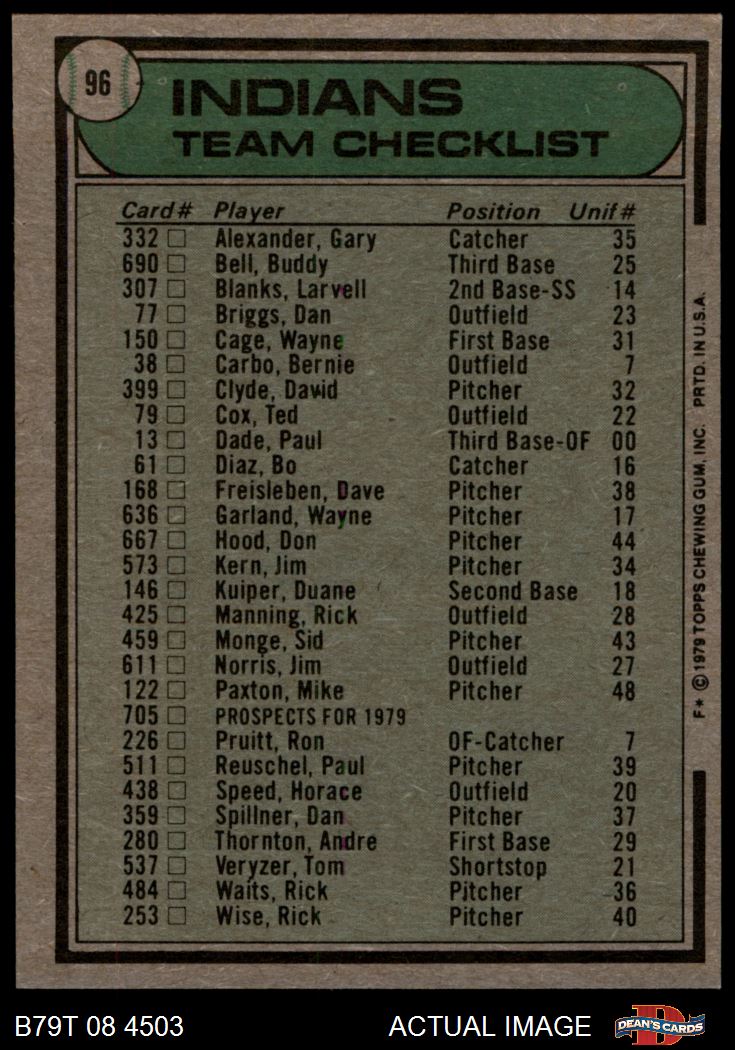 96
INDIANS
TEAM CHECKLIST
Card# Player Position Unif#
332 Alexander, Gary Catcher 35
690 Bell, Buddy Third Base 25
307 Blanks, Larvell 2nd Base-SS 14
77 Briggs, Dan Outfield 23
150 Cage, Wayne First Base 31
38 Carbo, Bernie Outfield 7
399 Clyde, David Pitcher 32
79 Cox, Ted Outfield 22
13 Dade, Paul Third Base-OF 00
61 Diaz, Bo Catcher 16
168 Freisleben, Dave Pitcher 38
636 Garland, Wayne Pitcher 17
667 Hood, Don Pitcher 44
573 Kern, Jim Pitcher 34
146 Kuiper, Duane Second Base 18
425 Manning, Rick Outfield 28
459 Monge, Sid Pitcher 43
611 Norris, Jim Outfield 27
122 Paxton, Mike Pitcher 48
705 PROSPECTS FOR 1979
226 Pruitt, Ron OF-Catcher 7
511 Reuschel, Paul Pitcher 39
438 Speed, Horace Outfield 20
359 Spillner, Dan Pitcher 37
280 Thornton, Andre First Base 29
537 Veryzer, Tom Shortstop 21
484 Waits, Rick Pitcher 36
253 Wise, Rick Pitcher 40
F* © 1979 TOPPS CHEWING GUM, INC. PRTD. IN U.S.A.
B79T 08 4503 ACTUAL IMAGE
D
DEAN'S CARDS